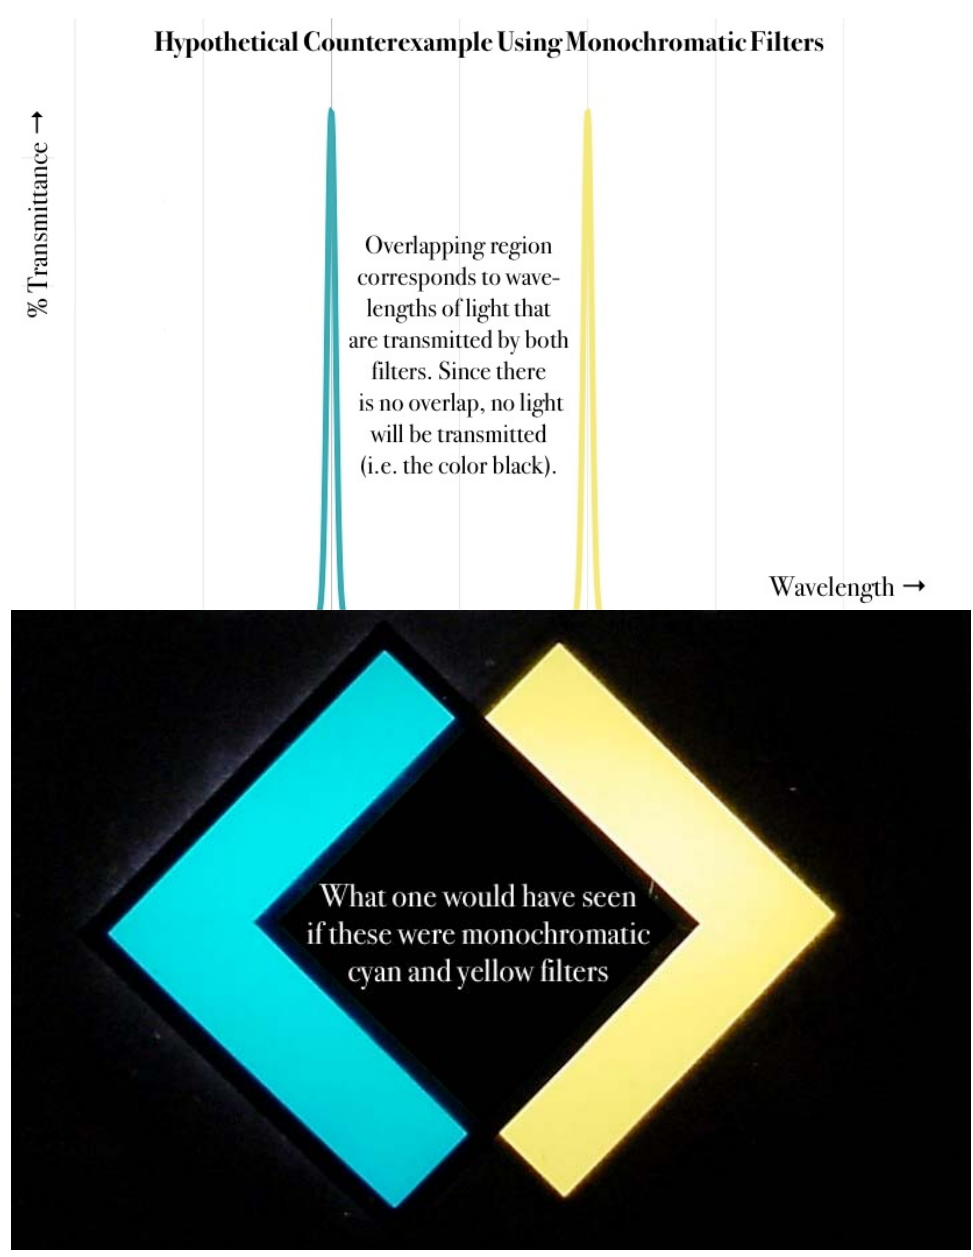 Hypothetical Counterexample Using Monochromatic Filters
% Transmittance →
Overlapping region
corresponds to wave-
lengths of light that
are transmitted by both
filters. Since there
is no overlap, no light
will be transmitted
(i.e. the color black).
Wavelength →
What one would have seen
if these were monochromatic
cyan and yellow filters